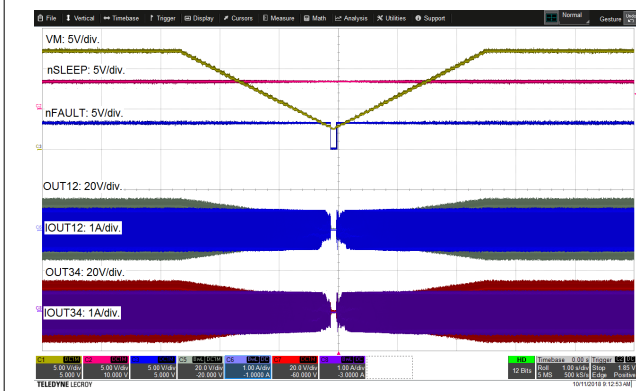 File Vertical Timebase Trigger Display Cursors Measure Math Analysis Utilities Support Normal Gesture Undo
VM: 5V/div.
nSLEEP: 5V/div.
nFAULT: 5V/div.
OUT12: 20V/div.
IOUT12: 1A/div.
OUT34: 20V/div.
IOUT34: 1A/div.
HD Timebase 0.00 s Trigger
5.00 V/div 5.00 V/div 5.00 V/div 20.0 V/div 1.00 A/div 20.0 V/div 1.00 A/div 12 Bits Roll 1.00 s/div Stop 1.85 V
5.000 V 10.000 V 5.000 V -20.000 V -1.0000 A -60.000 V -3.0000 A 5 MS 500 kS/s Edge Positive
TELEDYNE LECROY 10/11/2018 9:12:53 AM